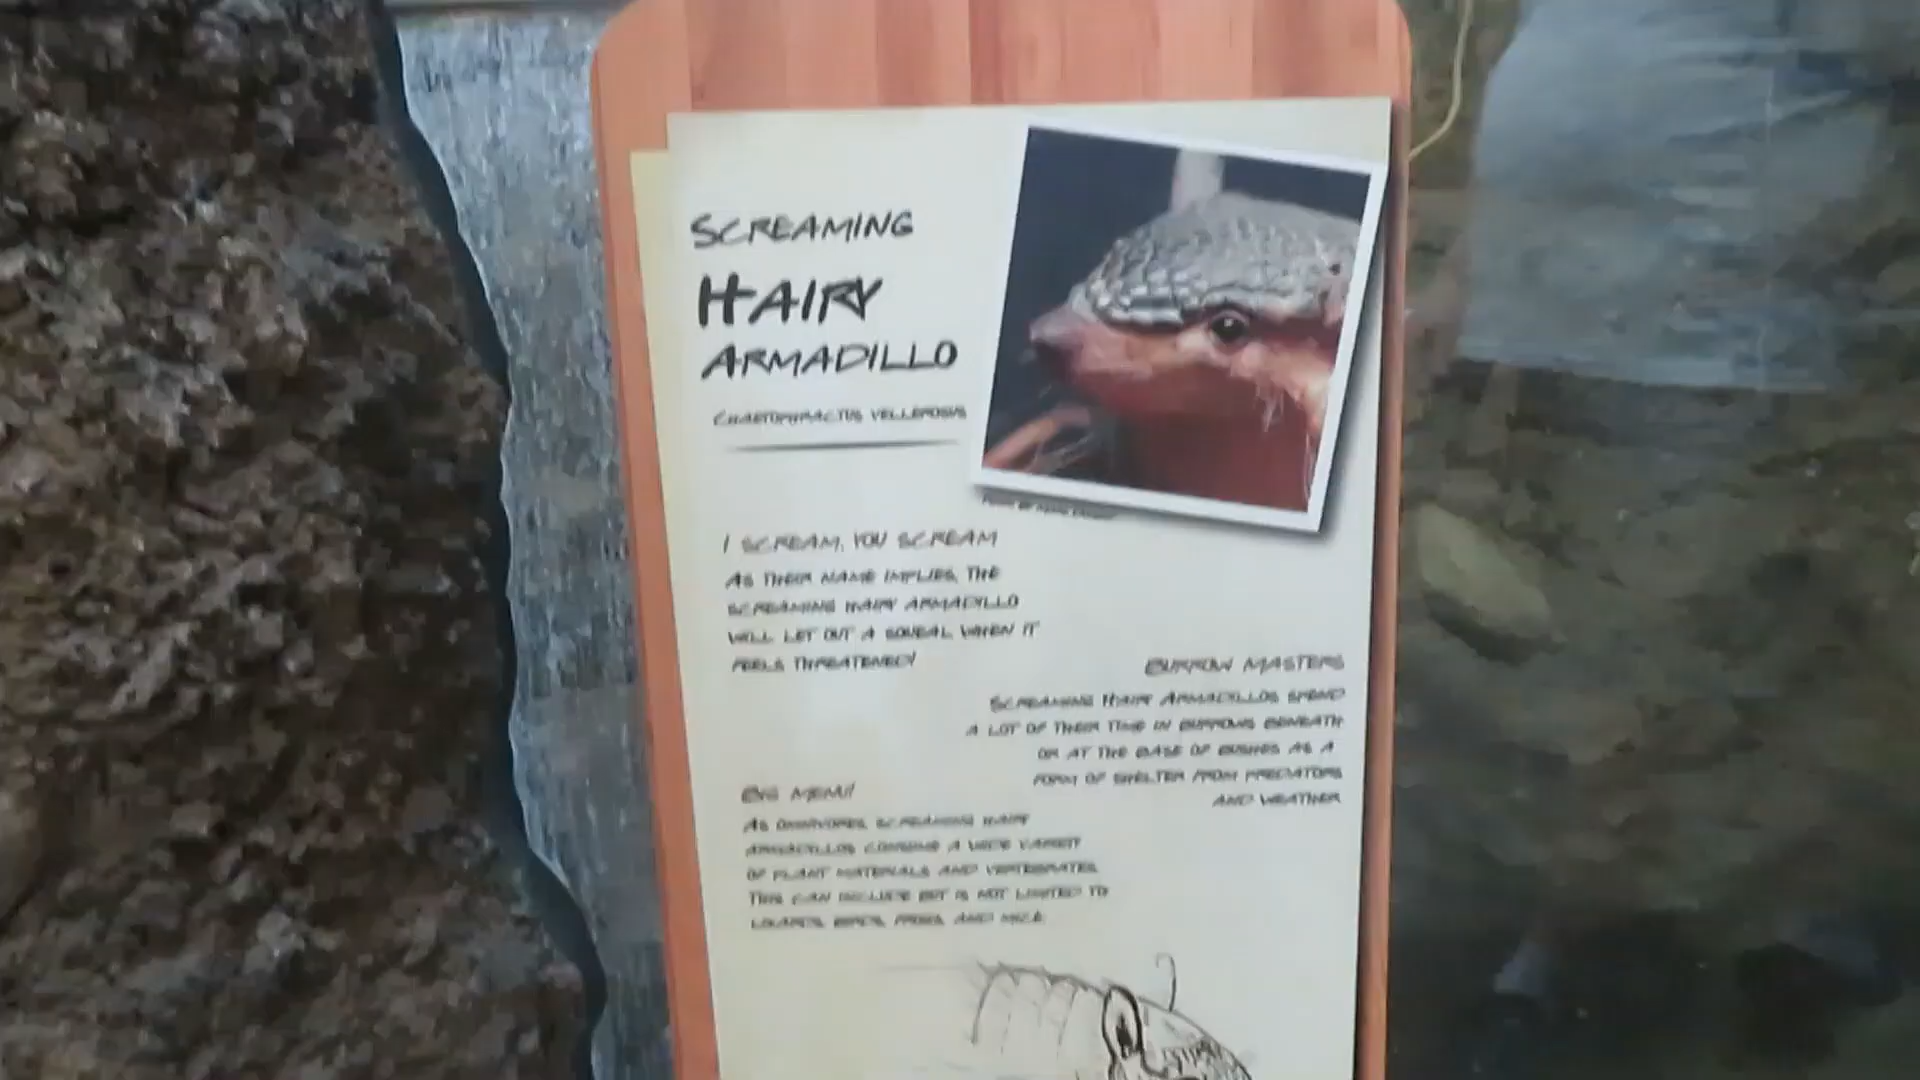 SCREAMING
HAIRY
ARMADILLO
CHAETOPHRACTUS VELLEROSUS
I SCREAM, YOU SCREAM
AS THEIR NAME IMPLIES, THE
SCREAMING HAIRY ARMADILLO
WILL LET OUT A SQUEAL WHEN IT
FEELS THREATENED!
BURROW MASTERS
SCREAMING HAIRY ARMADILLOS SPEND
A LOT OF THEIR TIME IN BURROWS BENEATH
OR AT THE BASE OF BUSHES AS A
FORM OF SHELTER FROM PREDATORS
AND WEATHER
BIG MENU!
AS OMNIVORES, SCREAMING HAIRY
ARMADILLOS CONSUME A WIDE VARIETY
OF PLANT MATERIALS AND VERTEBRATES.
THIS CAN INCLUDE BUT IS NOT LIMITED TO
LIZARDS, BIRDS, FROGS, AND MICE.